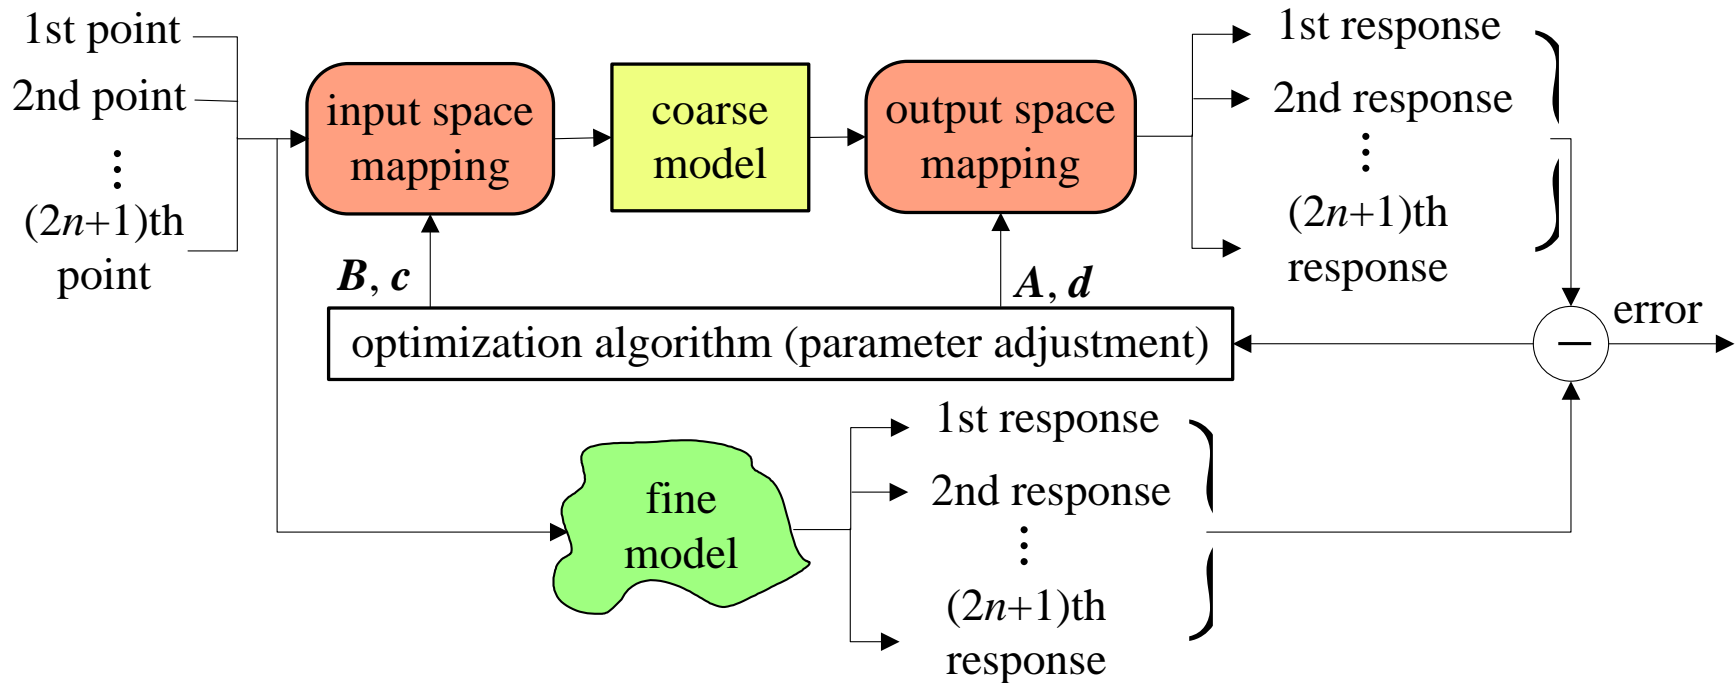 1st point
2nd point
⋮
(2n+1)th
point
input space
mapping
coarse
model
output space
mapping
1st response
2nd response
⋮
(2n+1)th
response
B, c
A, d
optimization algorithm (parameter adjustment)
−
error
fine
model
1st response
2nd response
⋮
(2n+1)th
response